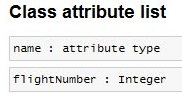 Class attribute list
name : attribute type
flightNumber : Integer